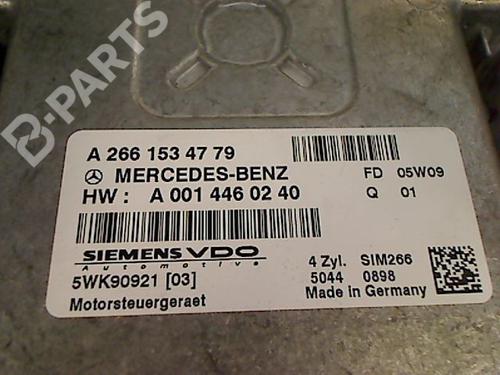 B-PARTS
A 266 153 47 79
MERCEDES-BENZ FD 05W09
HW : A 001 446 02 40 Q 01
SIEMENS VDO
Automotive
4 Zyl. SIM266
5WK90921 [03] 5044 0898
Motorsteuergeraet Made in Germany